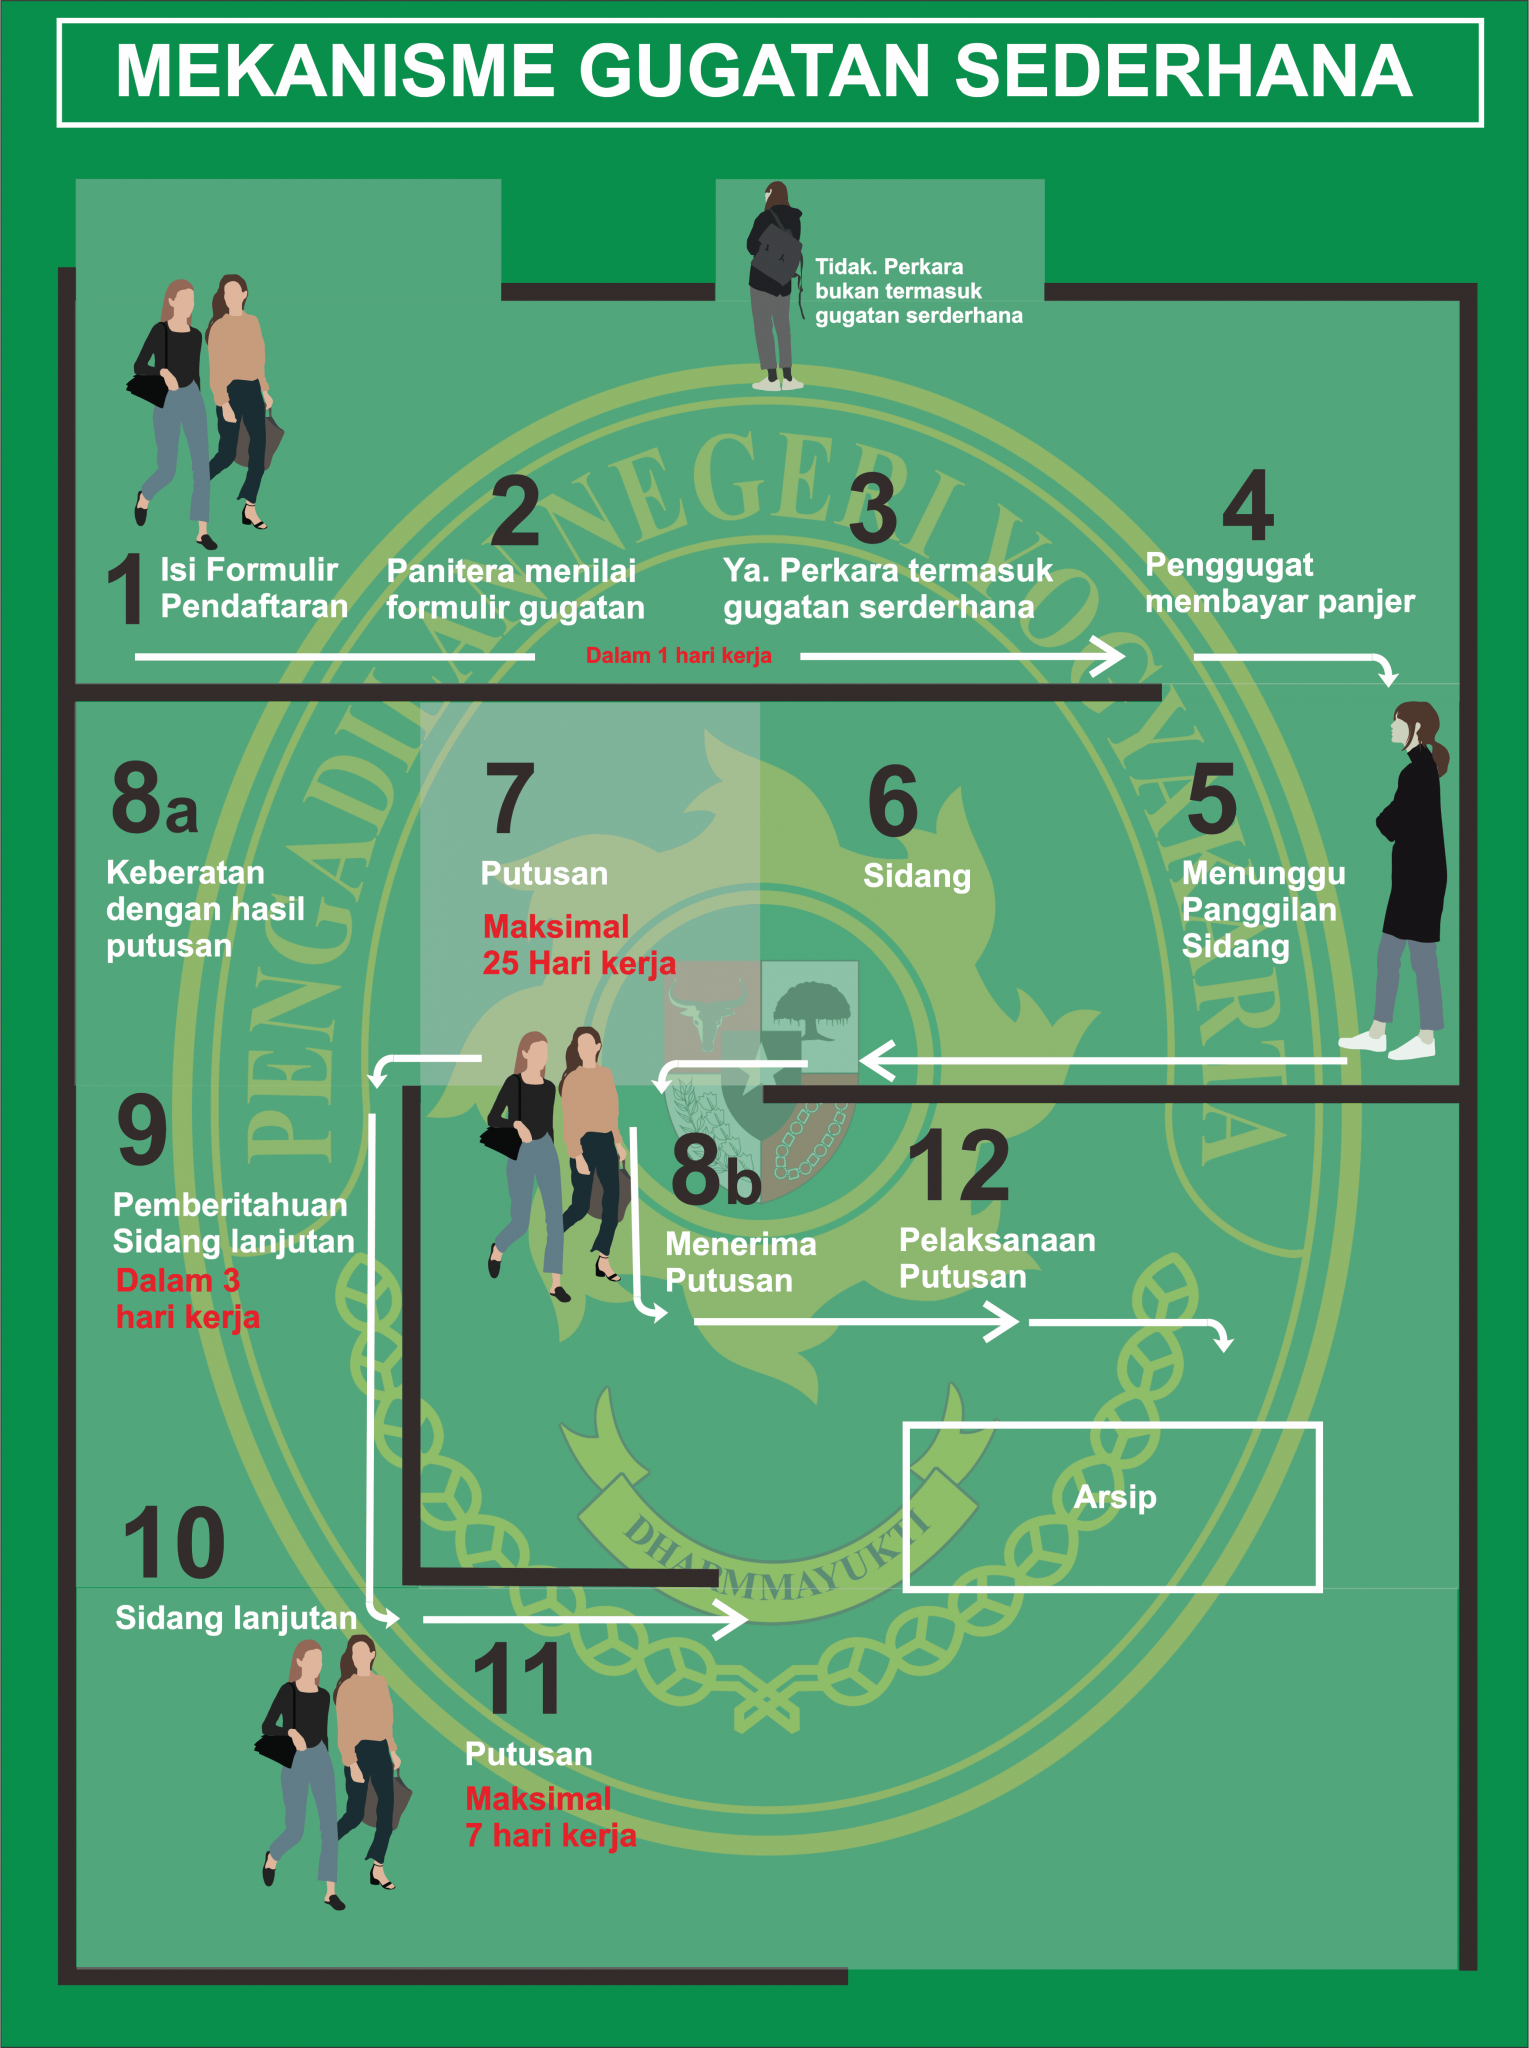 MEKANISME GUGATAN SEDERHANA
Tidak. Perkara
bukan termasuk
gugatan serderhana
1
Isi Formulir
Pendaftaran
2
Panitera menilai
formulir gugatan
3
Ya. Perkara termasuk
gugatan serderhana
4
Penggugat
membayar panjer
Dalam 1 hari kerja
5
Menunggu
Panggilan
Sidang
6
Sidang
7
Putusan
Maksimal
25 Hari kerja
8a
Keberatan
dengan hasil
putusan
8b
Menerima
Putusan
12
Pelaksanaan
Putusan
Arsip
9
Pemberitahuan
Sidang lanjutan
Dalam 3
hari kerja
10
Sidang lanjutan
11
Putusan
Maksimal
7 hari kerja
PENGADILAN NEGERI YOGYAKARTA
DHARMMAYUKTI